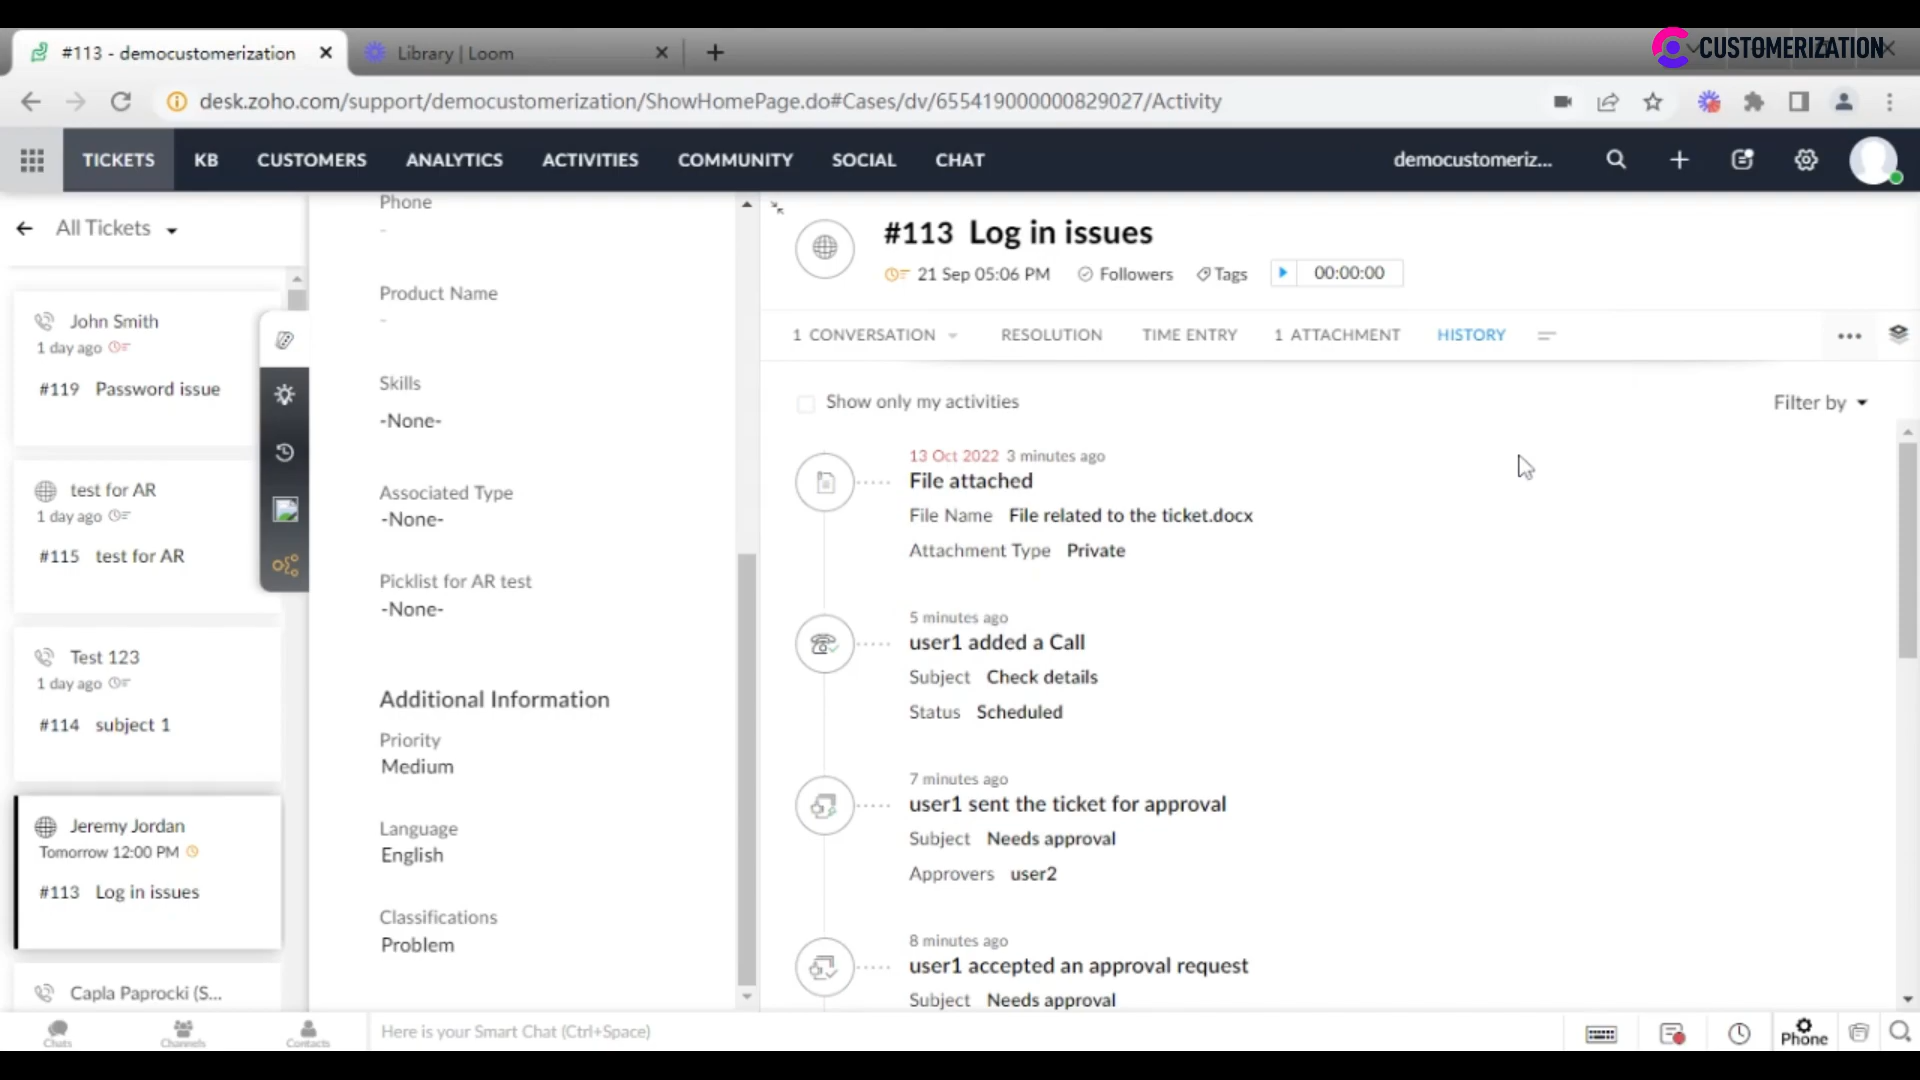 #113 - democustomerization
Library | Loom
CUSTOMERIZATION
desk.zoho.com/support/democustomerization/ShowHomePage.do#Cases/dv/655419000000829027/Activity
TICKETS
KB
CUSTOMERS
ANALYTICS
ACTIVITIES
COMMUNITY
SOCIAL
CHAT
democustomeriz...
All Tickets
John Smith
1 day ago
#119 Password issue
test for AR
1 day ago
#115 test for AR
Test 123
1 day ago
#114 subject 1
Jeremy Jordan
Tomorrow 12:00 PM
#113 Log in issues
Capla Paprocki (S...
Phone
-
Product Name
-
Skills
-None-
Associated Type
-None-
Picklist for AR test
-None-
Additional Information
Priority
Medium
Language
English
Classifications
Problem
#113 Log in issues
21 Sep 05:06 PM
Followers
Tags
00:00:00
1 CONVERSATION
RESOLUTION
TIME ENTRY
1 ATTACHMENT
HISTORY
Show only my activities
Filter by
13 Oct 2022 3 minutes ago
File attached
File Name File related to the ticket.docx
Attachment Type Private
5 minutes ago
user1 added a Call
Subject Check details
Status Scheduled
7 minutes ago
user1 sent the ticket for approval
Subject Needs approval
Approvers user2
8 minutes ago
user1 accepted an approval request
Subject Needs approval
Chats
Channels
Contacts
Here is your Smart Chat (Ctrl+Space)
Phone